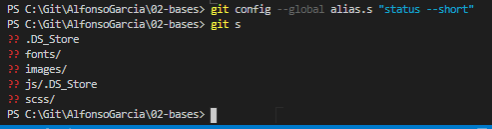 PS C:\Git\AlfonsoGarcia\02-bases> git config --global alias.s "status --short"
PS C:\Git\AlfonsoGarcia\02-bases> git s
?? .DS_Store
?? fonts/
?? images/
?? js/.DS_Store
?? scss/
PS C:\Git\AlfonsoGarcia\02-bases>